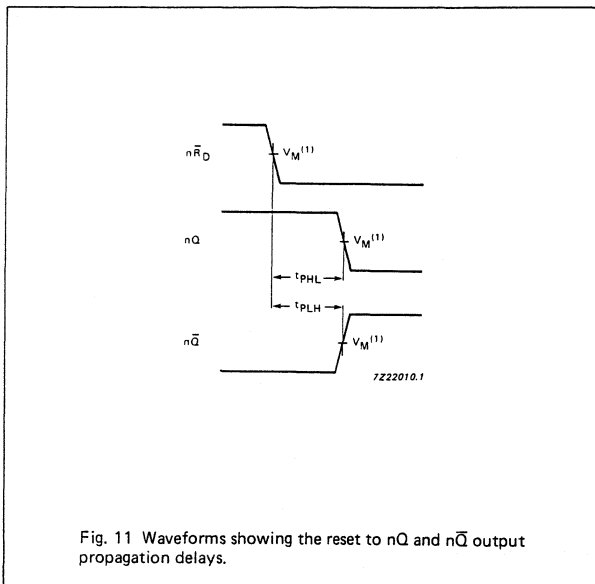 nR̄D
VM(1)
nQ
VM(1)
tPHL
tPLH
nQ̄
VM(1)
7Z22010.1
Fig. 11 Waveforms showing the reset to nQ and nQ̄ output
propagation delays.